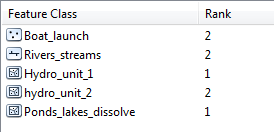 Feature Class Rank
Boat_launch 2
Rivers_streams 2
Hydro_unit_1 1
hydro_unit_2 2
Ponds_lakes_dissolve 1